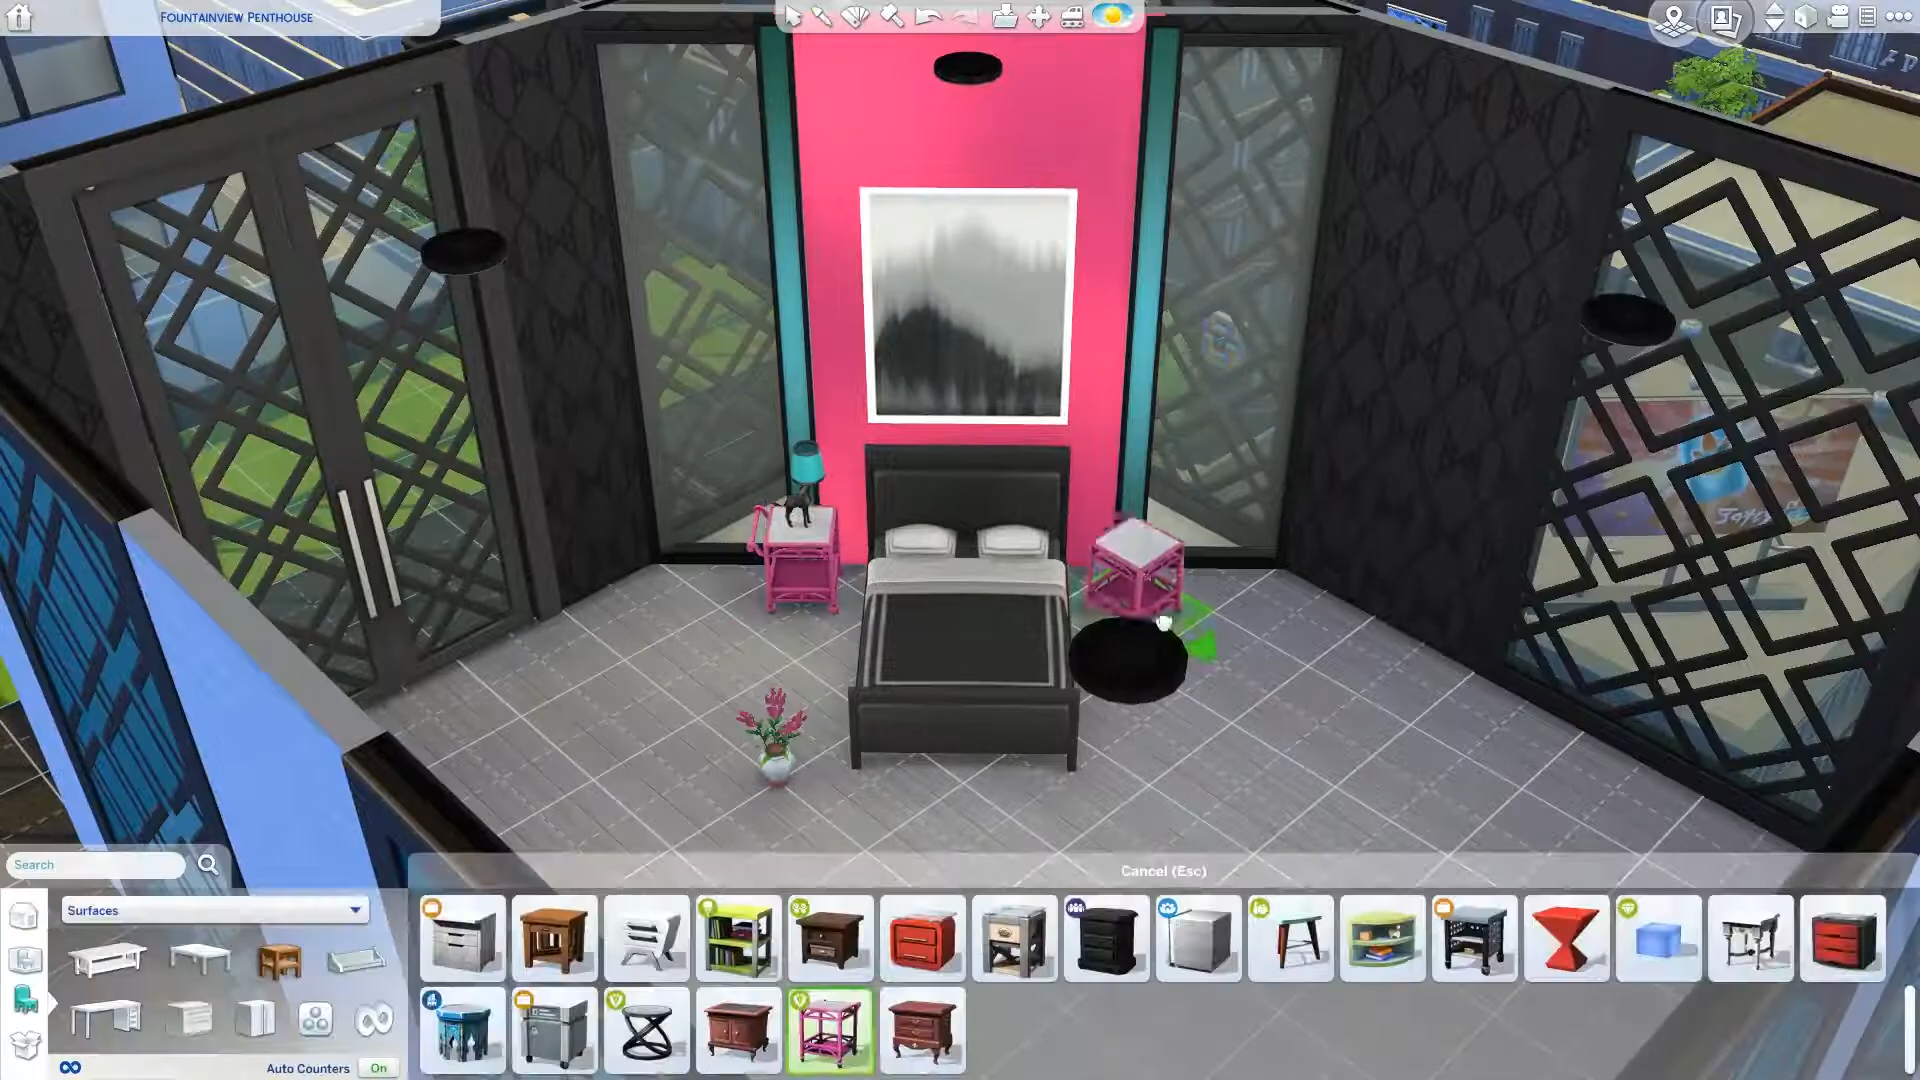 Fountainview Penthouse
Cancel (Esc)
Search
Surfaces
Auto Counters
On